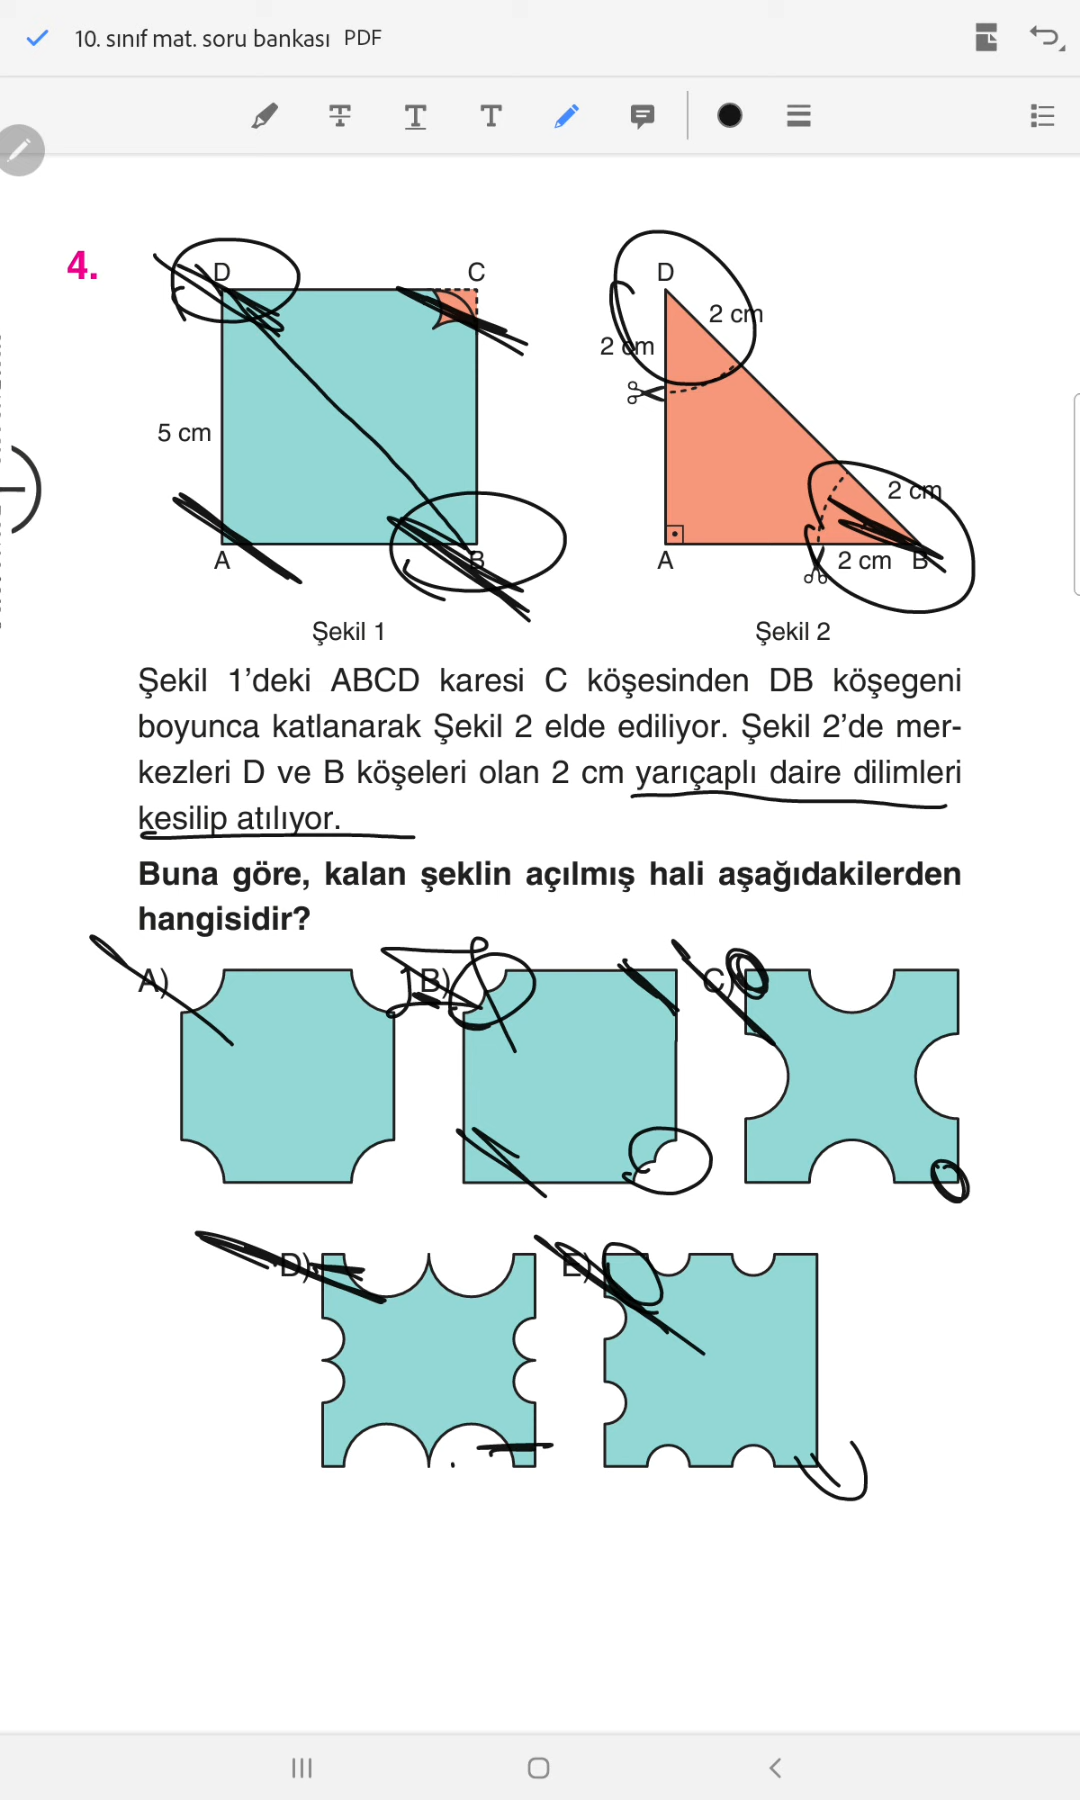 10. sınıf mat. soru bankası PDF
4.
D
C
5 cm
A
B
Şekil 1
D
2 cm
2 cm
2 cm
A
2 cm
B
Şekil 2
Şekil 1’deki ABCD karesi C köşesinden DB köşegeni
boyunca katlanarak Şekil 2 elde ediliyor. Şekil 2’de mer-
kezleri D ve B köşeleri olan 2 cm yarıçaplı daire dilimleri
kesilip atılıyor.
Buna göre, kalan şeklin açılmış hali aşağıdakilerden
hangisidir?
A)
B)
C)
D)
E)